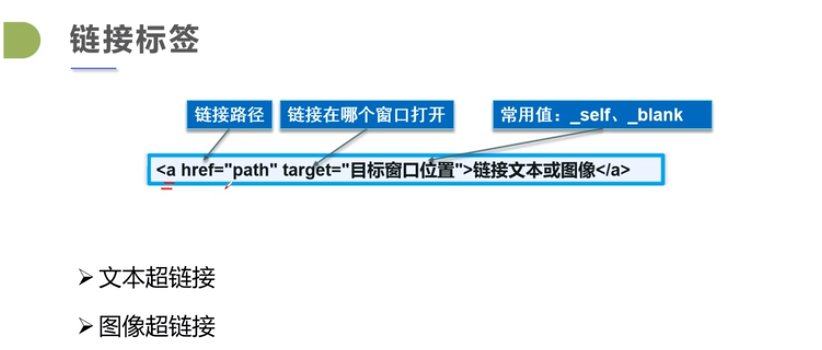 链接标签
链接路径
链接在哪个窗口打开
常用值：_self、_blank
<a href="path" target="目标窗口位置">链接文本或图像</a>
➢ 文本超链接
➢ 图像超链接